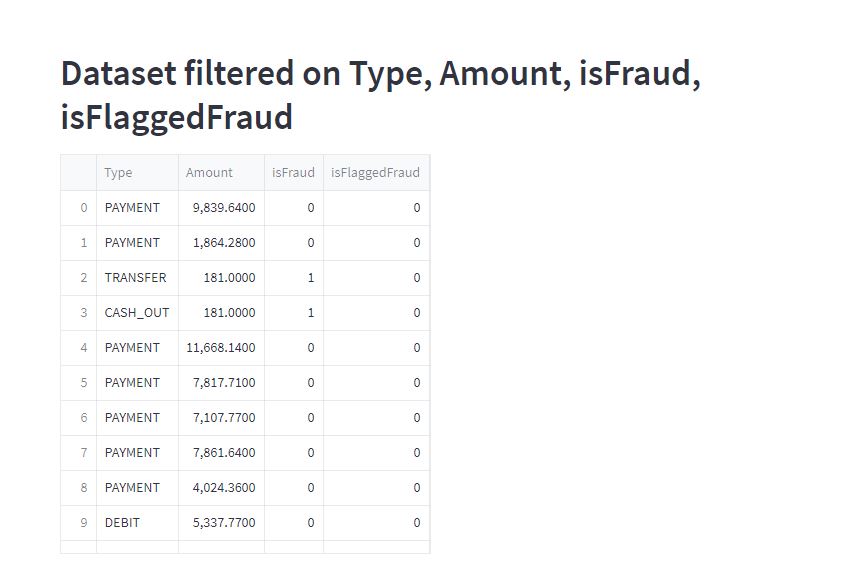 Dataset filtered on Type, Amount, isFraud,
isFlaggedFraud
Type Amount isFraud isFlaggedFraud
0 PAYMENT 9,839.6400 0 0
1 PAYMENT 1,864.2800 0 0
2 TRANSFER 181.0000 1 0
3 CASH_OUT 181.0000 1 0
4 PAYMENT 11,668.1400 0 0
5 PAYMENT 7,817.7100 0 0
6 PAYMENT 7,107.7700 0 0
7 PAYMENT 7,861.6400 0 0
8 PAYMENT 4,024.3600 0 0
9 DEBIT 5,337.7700 0 0